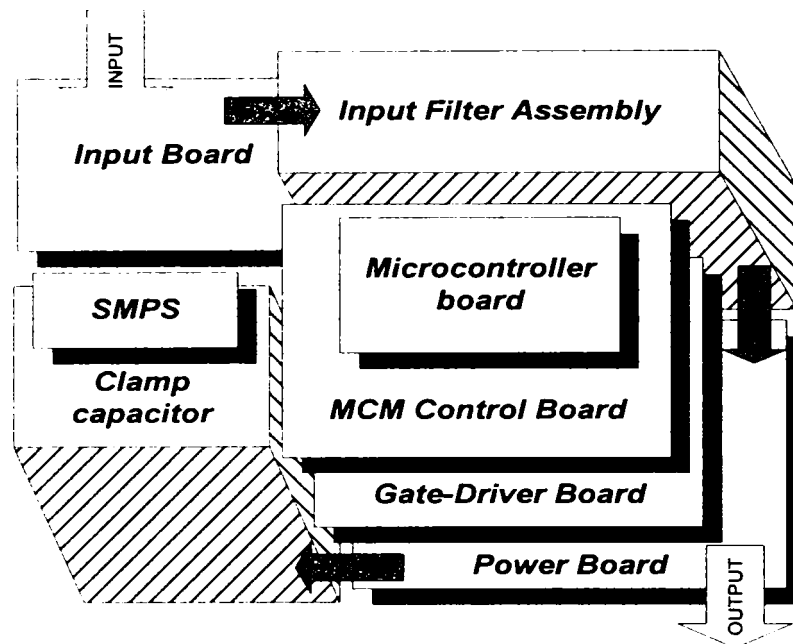 INPUT
Input Board
Input Filter Assembly
Microcontroller
board
SMPS
Clamp
capacitor
MCM Control Board
Gate-Driver Board
Power Board
OUTPUT